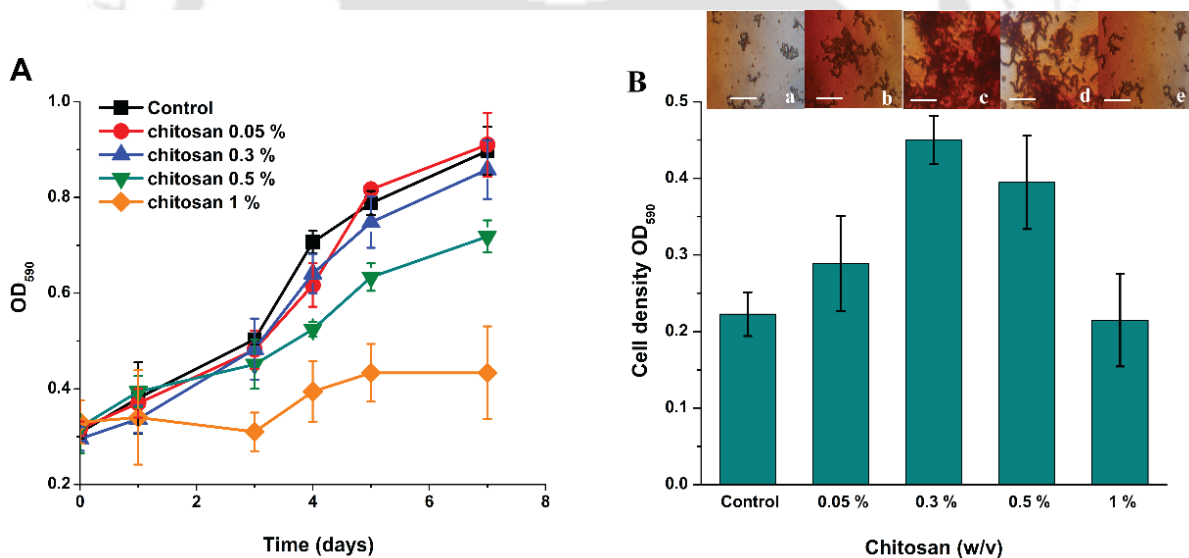 A
Control
chitosan 0.05 %
chitosan 0.3 %
chitosan 0.5 %
chitosan 1 %
1.0
0.8
0.6
0.4
0.2
OD590
0 2 4 6 8
Time (days)
B
a b c d e
0.5
0.4
0.3
0.2
0.1
0.0
Cell density OD590
Control 0.05 % 0.3 % 0.5 % 1 %
Chitosan (w/v)